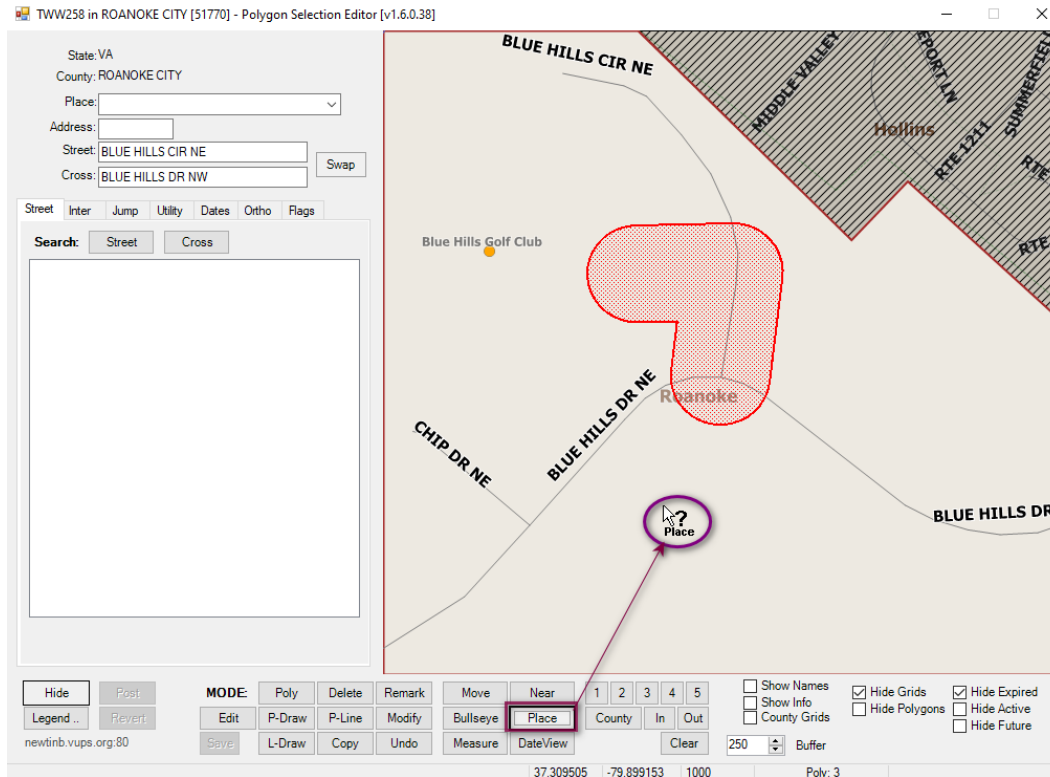 TWW258 in ROANOKE CITY [51770] - Polygon Selection Editor [v1.6.0.38]
State: VA
County: ROANOKE CITY
Place:
Address:
Street: BLUE HILLS CIR NE
Cross: BLUE HILLS DR NW
Swap
Street Inter Jump Utility Dates Ortho Flags
Search: Street Cross
BLUE HILLS CIR NE
MIDDLE VALLEY
EPORT LN
SUMMERFIEL
Hollins
RTE 1211
RTE
RTE
Blue Hills Golf Club
Roanoke
BLUE HILLS DR NE
CHIP DR NE
BLUE HILLS DR
?
Place
Hide Post MODE: Poly Delete Remark Move Near 1 2 3 4 5 Show Names Hide Grids Hide Expired
Show Info
Legend .. Revert Edit P-Draw P-Line Modify Bullseye Place County In Out County Grids Hide Polygons Hide Active
Hide Future
newtinb.vups.org:80 Save L-Draw Copy Undo Measure DateView Clear 250 Buffer
37.309505 -79.899153 1000 Poly: 3